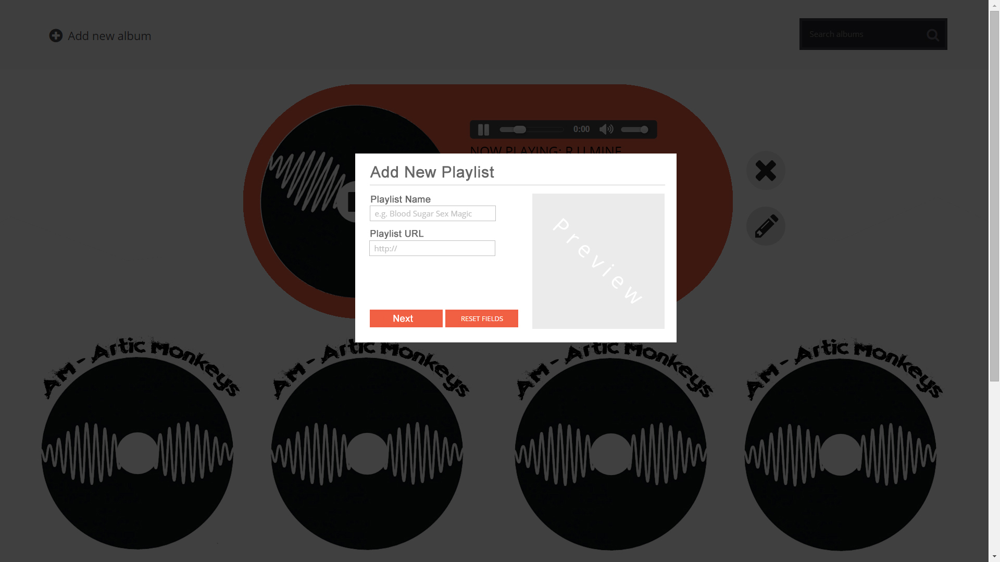 Add new album
Search albums
0:00
NOW PLAYING: R U MINE
Add New Playlist
Playlist Name
e.g. Blood Sugar Sex Magic
Playlist URL
http://
Preview
Next
RESET FIELDS
AM - Artic Monkeys
AM - Artic Monkeys
AM - Artic Monkeys
AM - Artic Monkeys